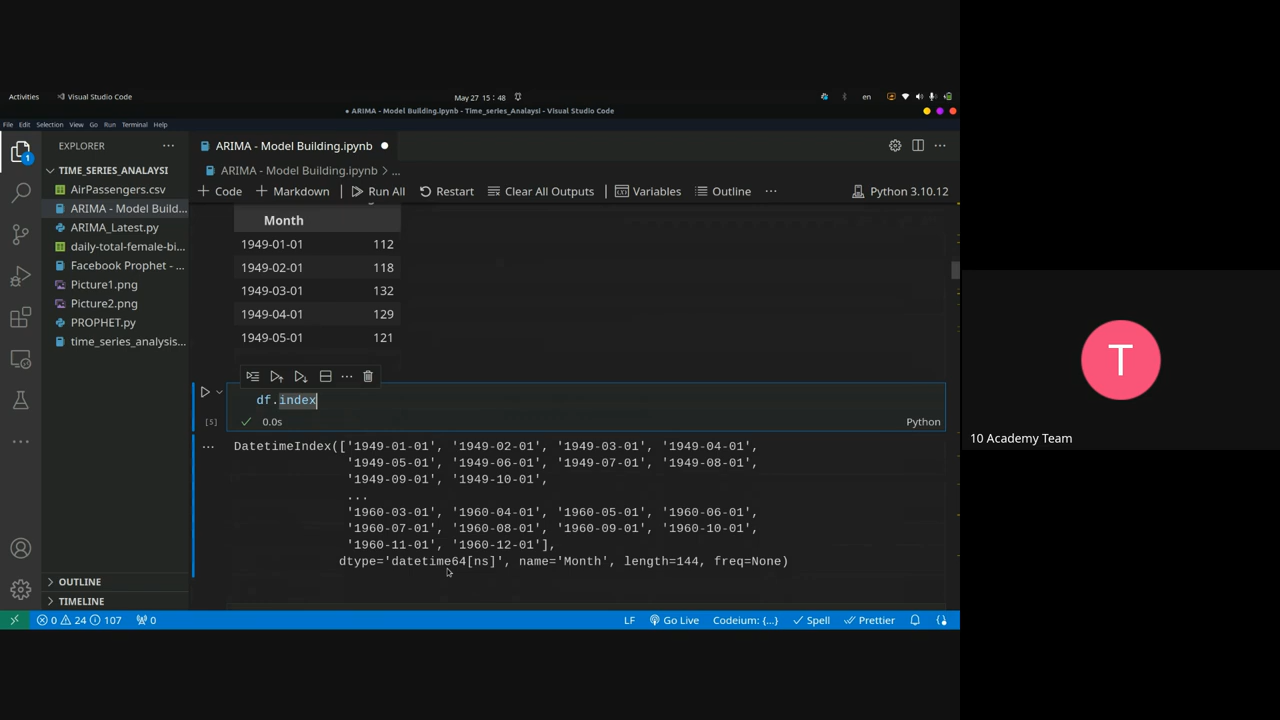 Activities
Visual Studio Code
May 27 15 : 48
en
● ARIMA - Model Building.ipynb - Time_series_Analaysi - Visual Studio Code
File Edit Selection View Go Run Terminal Help
EXPLORER
ARIMA - Model Building.ipynb ●
TIME_SERIES_ANALAYSI
ARIMA - Model Building.ipynb > ...
AirPassengers.csv
+ Code + Markdown Run All Restart Clear All Outputs Variables Outline ... Python 3.10.12
ARIMA - Model Build...
ARIMA_Latest.py
daily-total-female-bi...
Facebook Prophet - ...
Picture1.png
Picture2.png
PROPHET.py
time_series_analysis...
Month
1949-01-01 112
1949-02-01 118
1949-03-01 132
1949-04-01 129
1949-05-01 121
df.index
[5] 0.0s Python
DatetimeIndex(['1949-01-01', '1949-02-01', '1949-03-01', '1949-04-01',
'1949-05-01', '1949-06-01', '1949-07-01', '1949-08-01',
'1949-09-01', '1949-10-01',
...
'1960-03-01', '1960-04-01', '1960-05-01', '1960-06-01',
'1960-07-01', '1960-08-01', '1960-09-01', '1960-10-01',
'1960-11-01', '1960-12-01'],
dtype='datetime64[ns]', name='Month', length=144, freq=None)
1
OUTLINE
TIMELINE
0 24 107 0 LF Go Live Codeium: {...} Spell Prettier
T
10 Academy Team